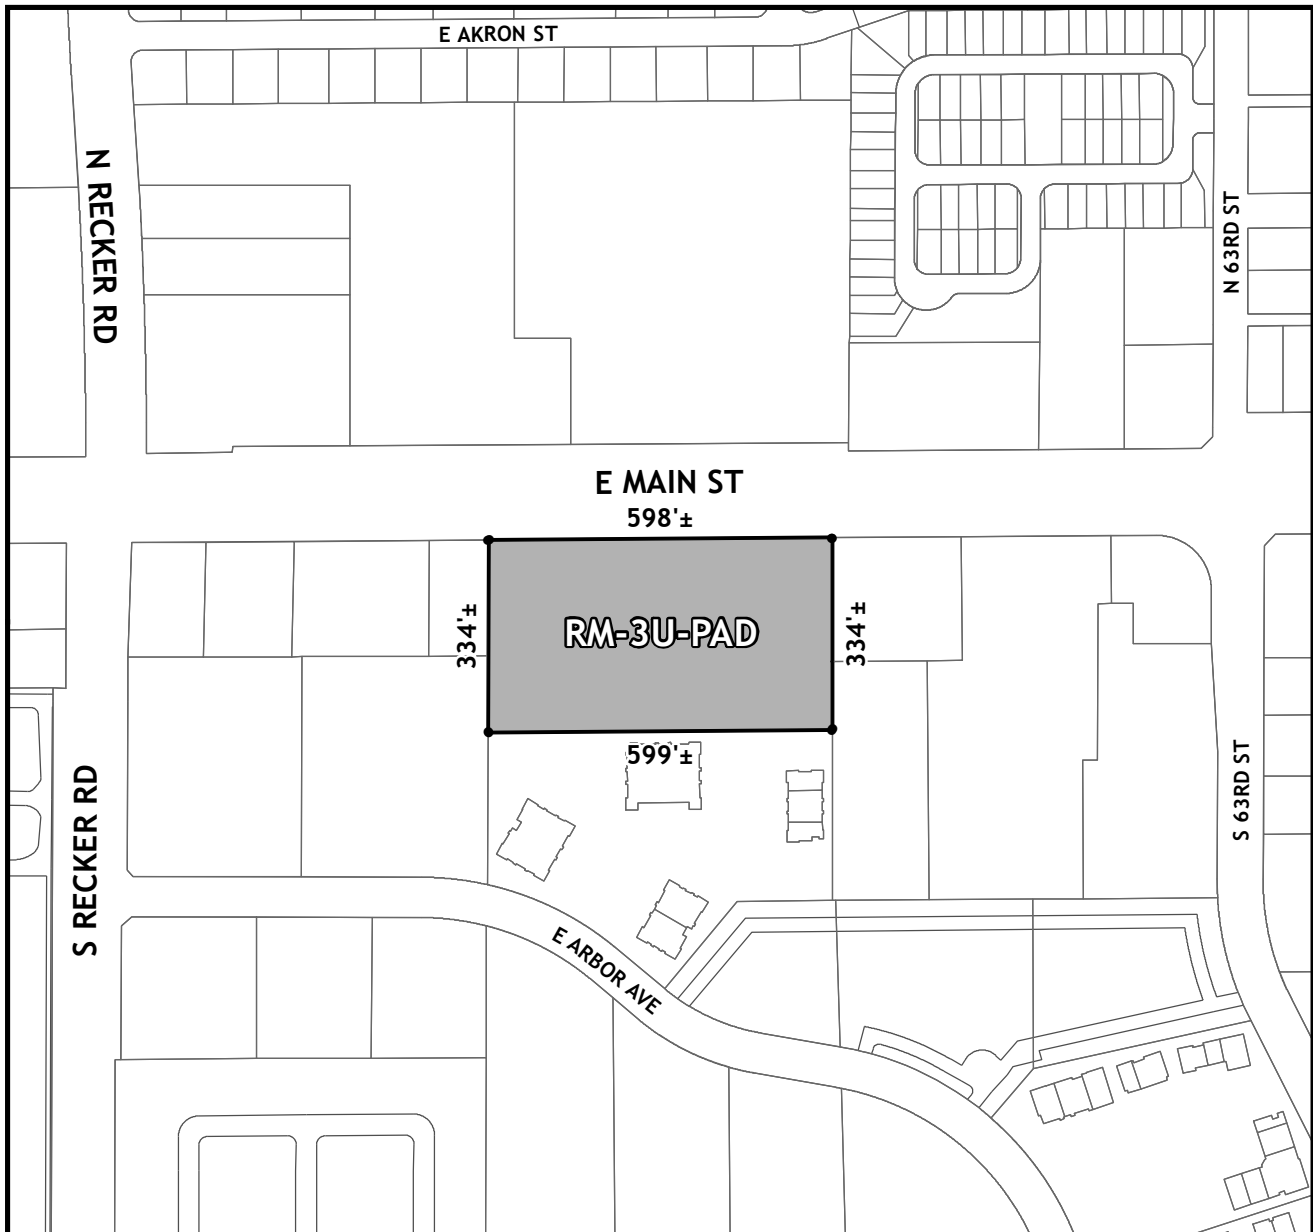 E AKRON ST
N RECKER RD
N 63RD ST
E MAIN ST
598'±
334'±
RM-3U-PAD
334'±
599'±
S RECKER RD
S 63RD ST
E ARBOR AVE